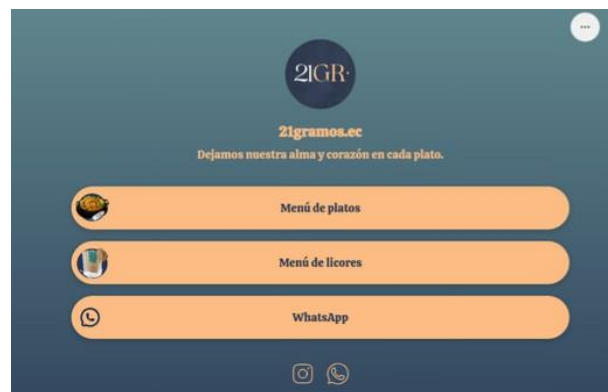 21GR.
21gramos.ec
Dejamos nuestra alma y corazón en cada plato.
Menú de platos
Menú de licores
WhatsApp